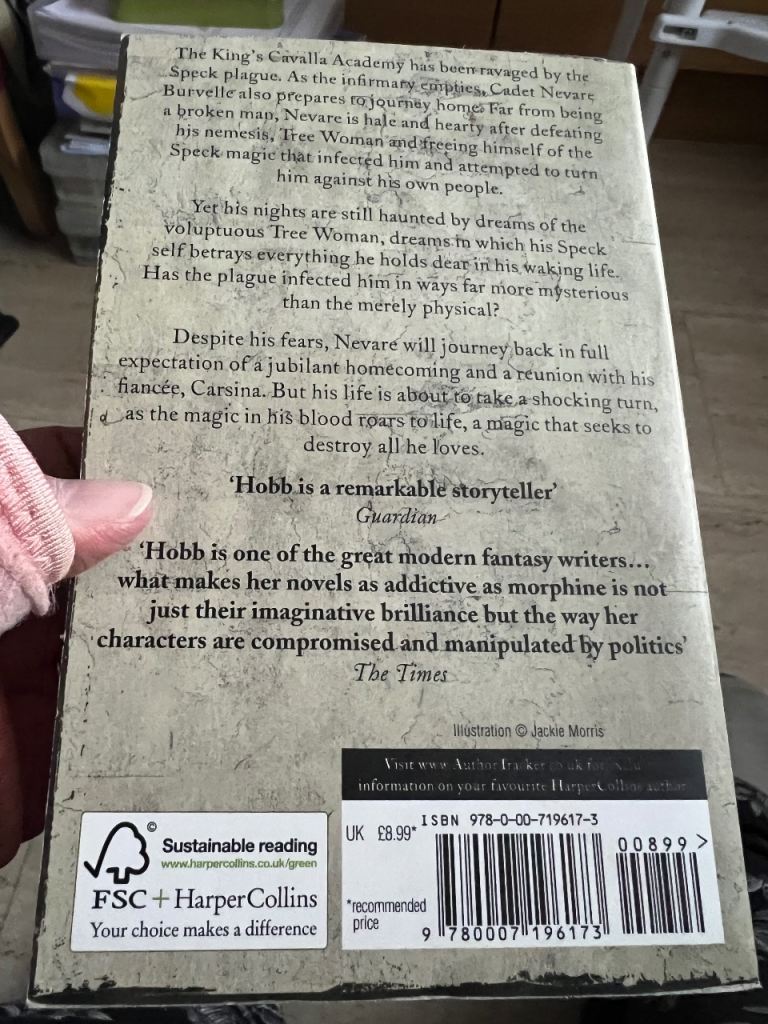 The King's Cavalla Academy has been ravaged by the
Speck plague. As the infirmary empties, Cadet Nevare
Burvelle also prepares to journey home. Far from being
a broken man, Nevare is hale and hearty after defeating
his nemesis, Tree Woman and freeing himself of the
Speck magic that infected him and attempted to turn
him against his own people.
Yet his nights are still haunted by dreams of the
voluptuous Tree Woman, dreams in which his Speck
self betrays everything he holds dear in his waking life.
Has the plague infected him in ways far more mysterious
than the merely physical?
Despite his fears, Nevare will journey back in full
expectation of a jubilant homecoming and a reunion with his
fiancée, Carsina. But his life is about to take a shocking turn,
as the magic in his blood roars to life, a magic that seeks to
destroy all he loves.
'Hobb is a remarkable storyteller'
Guardian
'Hobb is one of the great modern fantasy writers...
what makes her novels as addictive as morphine is not
just their imaginative brilliance but the way her
characters are compromised and manipulated by politics'
The Times
Illustration © Jackie Morris
Visit www AuthorTracker co uk for
information on your favourite HarperCollins author
©
Sustainable reading
www.harpercollins.co.uk/green
FSC + HarperCollins
Your choice makes a difference
ISBN 978-0-00-719617-3
UK £8.99*
00899 >
*recommended
price
9 780007 196173